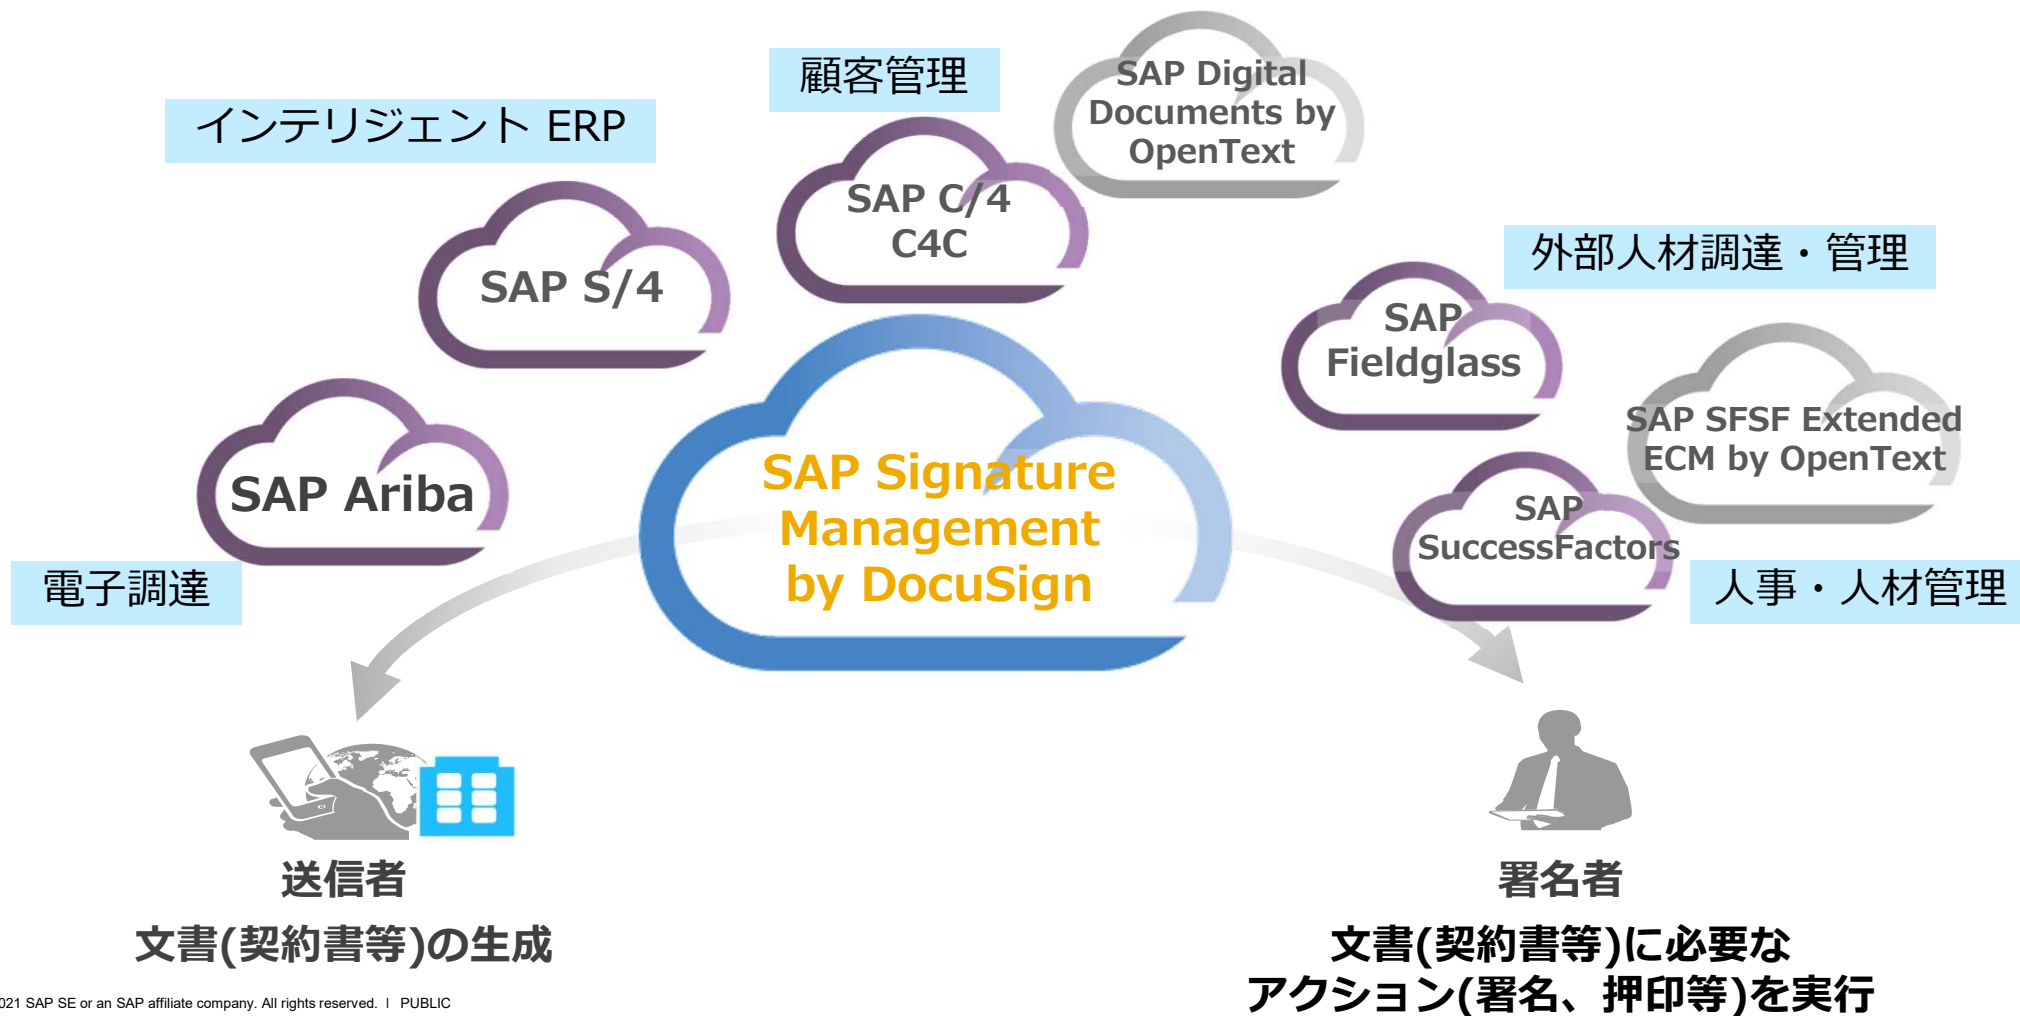 顧客管理
SAP Digital
Documents by
OpenText
インテリジェント ERP
SAP C/4
C4C
SAP S/4
外部人材調達・管理
SAP
Fieldglass
SAP SFSF Extended
ECM by OpenText
SAP Ariba
SAP Signature
Management
by DocuSign
SAP
SuccessFactors
電子調達
人事・人材管理
送信者
文書(契約書等)の生成
署名者
文書(契約書等)に必要な
アクション(署名、押印等)を実行
021 SAP SE or an SAP affiliate company. All rights reserved. I PUBLIC